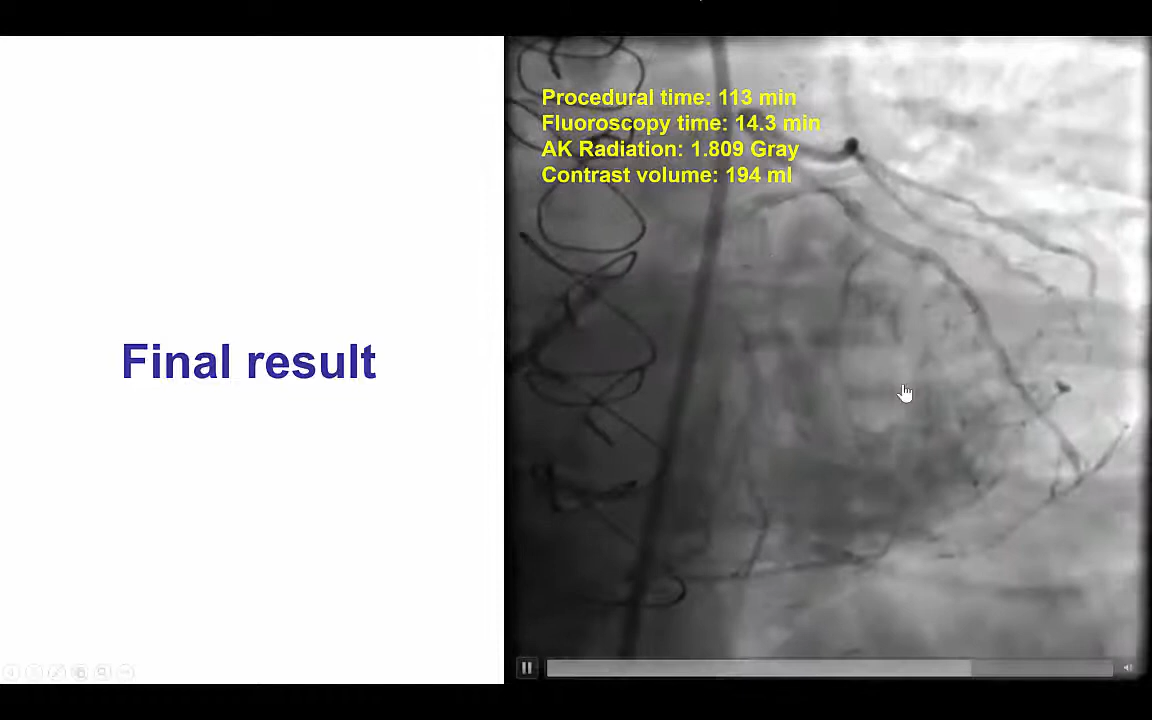 Final result
Procedural time: 113 min
Fluoroscopy time: 14.3 min
AK Radiation: 1.809 Gray
Contrast volume: 194 ml